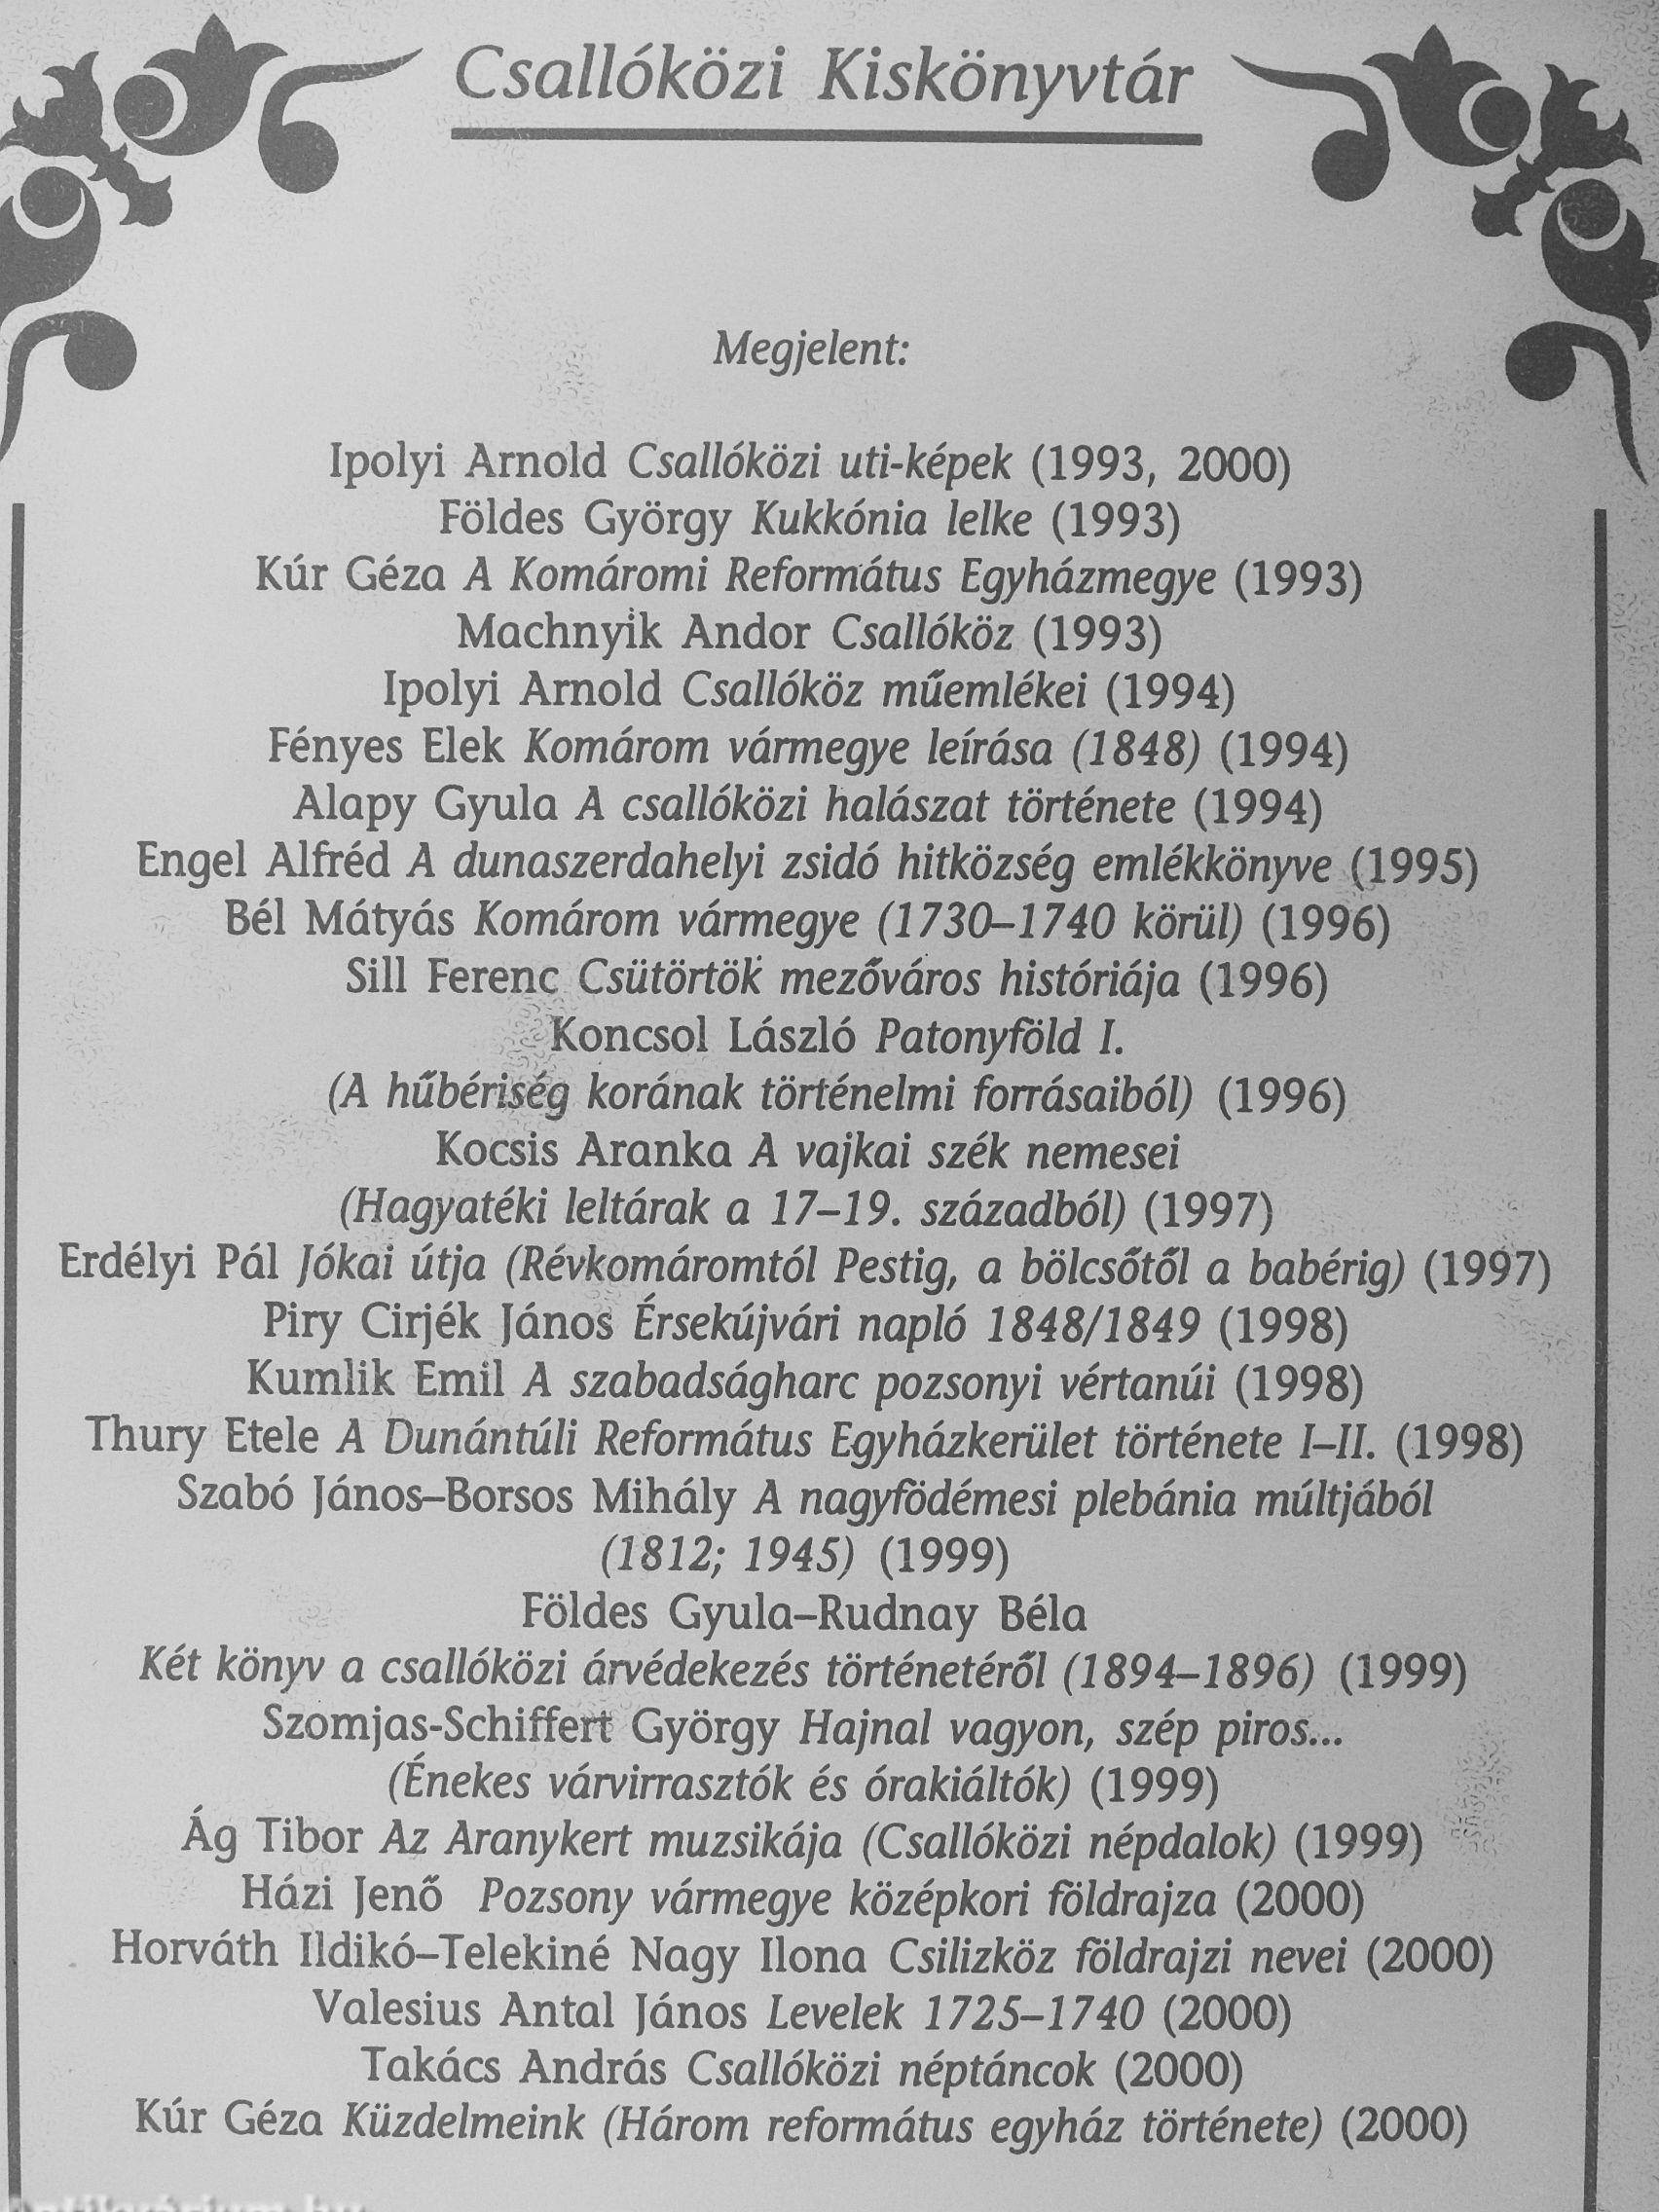 Csallóközi Kiskönyvtár
Megjelent:
Ipolyi Arnold Csallóközi uti-képek (1993, 2000)
Földes György Kukkónia lelke (1993)
Kúr Géza A Komáromi Református Egyházmegye (1993)
Machnyik Andor Csallóköz (1993)
Ipolyi Arnold Csallóköz műemlékei (1994)
Fényes Elek Komárom vármegye leírása (1848) (1994)
Alapy Gyula A csallóközi halászat története (1994)
Engel Alfréd A dunaszerdahelyi zsidó hitközség emlékkönyve (1995)
Bél Mátyás Komárom vármegye (1730–1740 körül) (1996)
Sill Ferenc Csütörtök mezőváros históriája (1996)
Koncsol László Patonyföld I.
(A hűbériség korának történelmi forrásaiból) (1996)
Kocsis Aranka A vajkai szék nemesei
(Hagyatéki leltárak a 17–19. századból) (1997)
Erdélyi Pál Jókai útja (Révkomáromtól Pestig, a bölcsőtől a babérig) (1997)
Piry Cirjék János Érsekújvári napló 1848/1849 (1998)
Kumlik Emil A szabadságharc pozsonyi vértanúi (1998)
Thury Etele A Dunántúli Református Egyházkerület története I–II. (1998)
Szabó János–Borsos Mihály A nagyfödémesi plebánia múltjából
(1812; 1945) (1999)
Földes Gyula–Rudnay Béla
Két könyv a csallóközi árvédekezés történetéről (1894–1896) (1999)
Szomjas-Schiffert György Hajnal vagyon, szép piros...
(Énekes várvirrasztók és órakiáltók) (1999)
Ág Tibor Az Aranykert muzsikája (Csallóközi népdalok) (1999)
Házi Jenő Pozsony vármegye középkori földrajza (2000)
Horváth Ildikó–Telekiné Nagy Ilona Csilizköz földrajzi nevei (2000)
Valesius Antal János Levelek 1725–1740 (2000)
Takács András Csallóközi néptáncok (2000)
Kúr Géza Küzdelmeink (Három református egyház története) (2000)